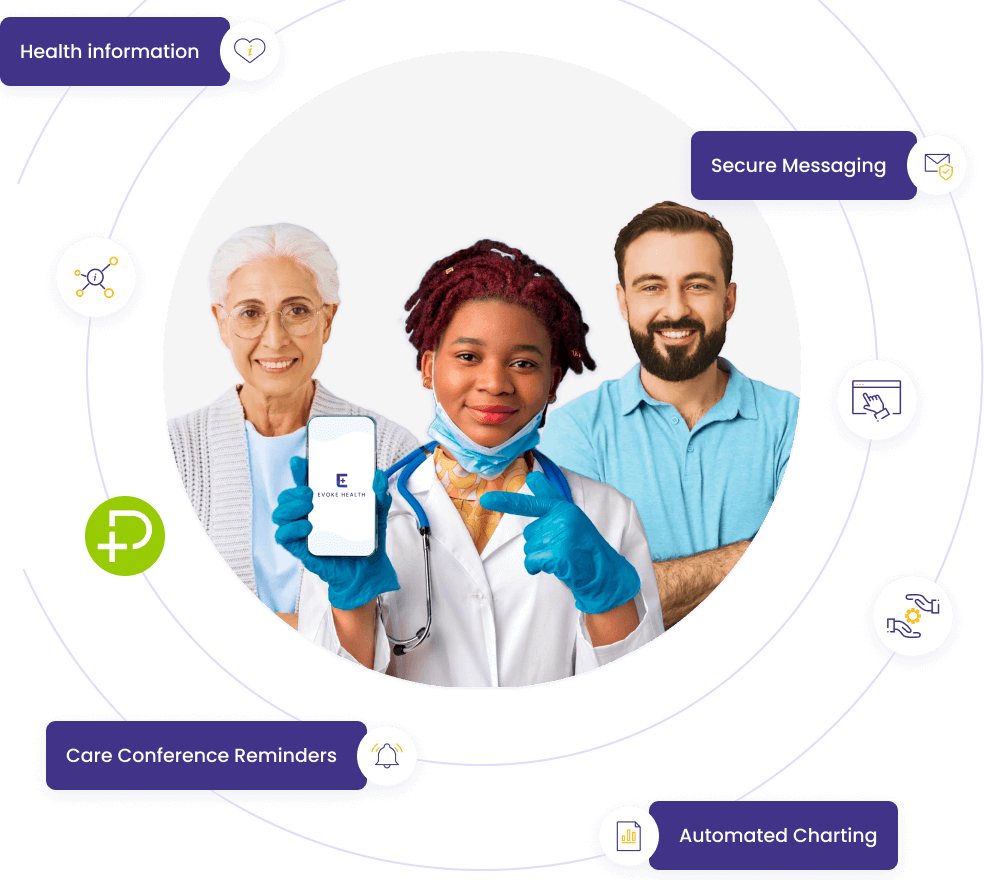 Health information
Secure Messaging
EVOKE HEALTH
Care Conference Reminders
Automated Charting